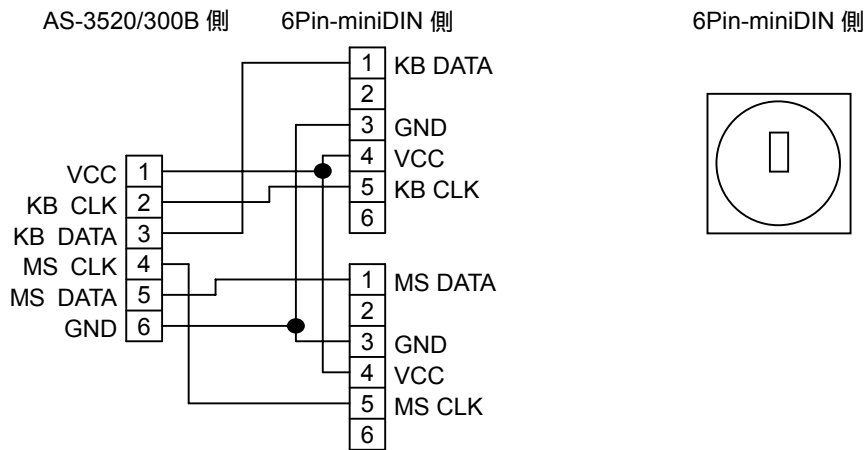 AS-3520/300B 側
6Pin-miniDIN 側
6Pin-miniDIN 側
VCC 1
KB CLK 2
KB DATA 3
MS CLK 4
MS DATA 5
GND 6
1 KB DATA
2
3 GND
4 VCC
5 KB CLK
6
1 MS DATA
2
3 GND
4 VCC
5 MS CLK
6